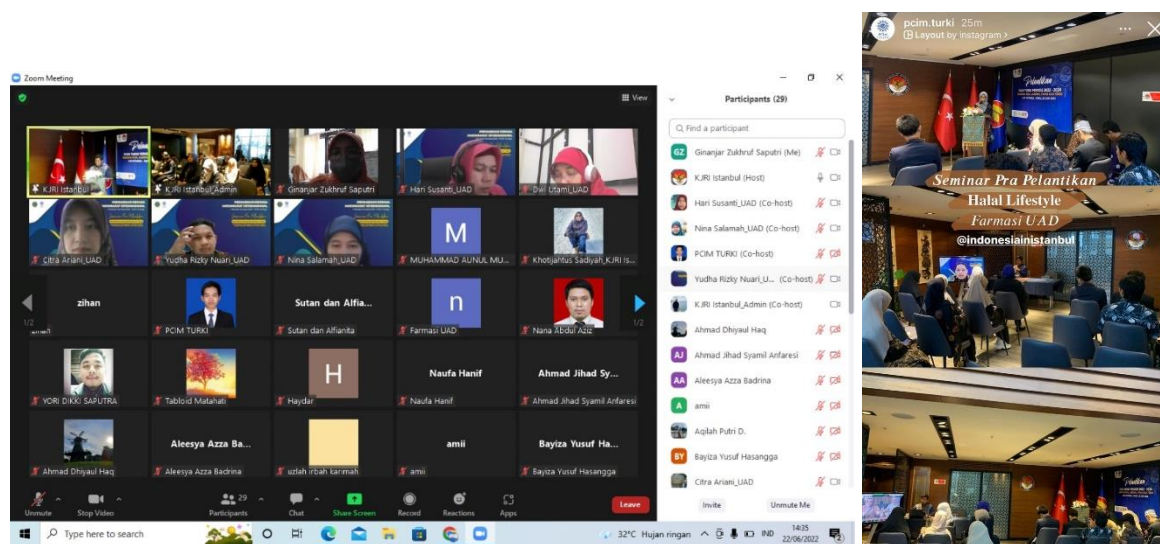 Zoom Meeting
View
KJRI Istanbul
KJRI Istanbul_Admin
Ginanjar Zukhruf Saputri
Hari Susanti_UAD
Dwi Utami_UAD
Citra Ariani_UAD
Yudha Rizky Nuari_UAD
Nina Salamah_UAD
M
MUHAMMAD AUNUL MU...
Khotijahtus Sadiyah_KJRI Is...
zihan
zihan
1/2
PCIM TURKI
Sutan dan Alfia...
Sutan dan Alfianita
n
Farmasi UAD
Nana Abdul Aziz
1/2
YORI DIKKI SAPUTRA
Tabloid Matahati
H
Haydar
Naufa Hanif
Naufa Hanif
Ahmad Jihad Sy...
Ahmad Jihad Syamil Anfaresi
Ahmad Dhiyaul Haq
Aleesya Azza Ba...
Aleesya Azza Badrina
uzlah irbah karimah
amii
amii
Bayiza Yusuf Ha...
Bayiza Yusuf Hasangga
Unmute
Stop Video
29
Participants
Chat
Share Screen
Record
Reactions
Apps
Leave
Participants (29)
Find a participant
GZ Ginanjar Zukhruf Saputri (Me)
KJRI Istanbul (Host)
Hari Susanti_UAD (Co-host)
Nina Salamah_UAD (Co-host)
PCIM TURKI (Co-host)
Yudha Rizky Nuari_U... (Co-host)
KJRI Istanbul_Admin (Co-host)
Ahmad Dhiyaul Haq
AJ Ahmad Jihad Syamil Anfaresi
AA Aleesya Azza Badrina
A amii
Aqilah Putri D.
BY Bayiza Yusuf Hasangga
Citra Ariani_UAD
Invite
Unmute Me
Type here to search
32°C Hujan ringan
IND
14:35
22/06/2022
2
pcim.turki 25m
Layout by instagram >
Pelantikan
Seminar Pra Pelantikan
Halal Lifestyle
Farmasi UAD
@indonesiainistanbul